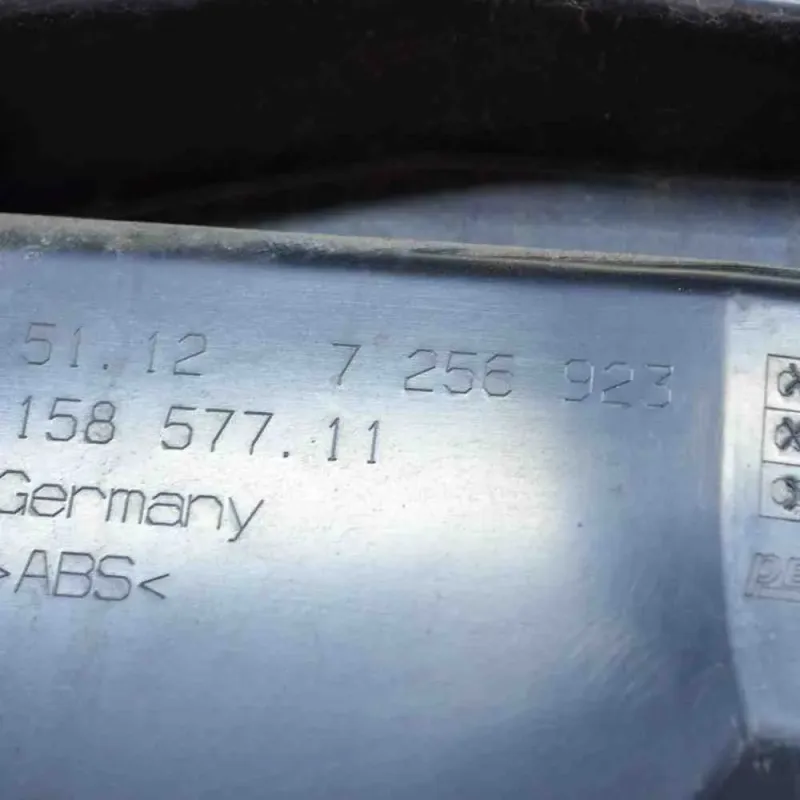 51.12 7 256 923
158 577.11
Germany
>ABS<